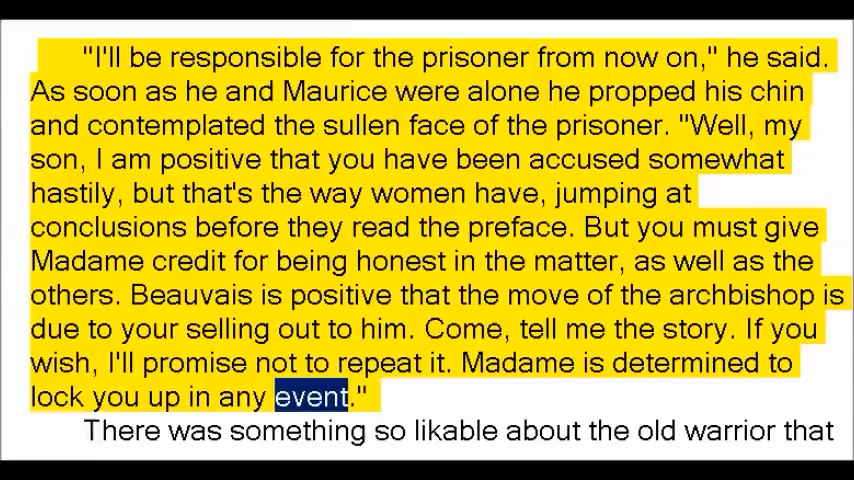 "I'll be responsible for the prisoner from now on," he said.
As soon as he and Maurice were alone he propped his chin
and contemplated the sullen face of the prisoner. "Well, my
son, I am positive that you have been accused somewhat
hastily, but that's the way women have, jumping at
conclusions before they read the preface. But you must give
Madame credit for being honest in the matter, as well as the
others. Beauvais is positive that the move of the archbishop is
due to your selling out to him. Come, tell me the story. If you
wish, I'll promise not to repeat it. Madame is determined to
lock you up in any event."
There was something so likable about the old warrior that